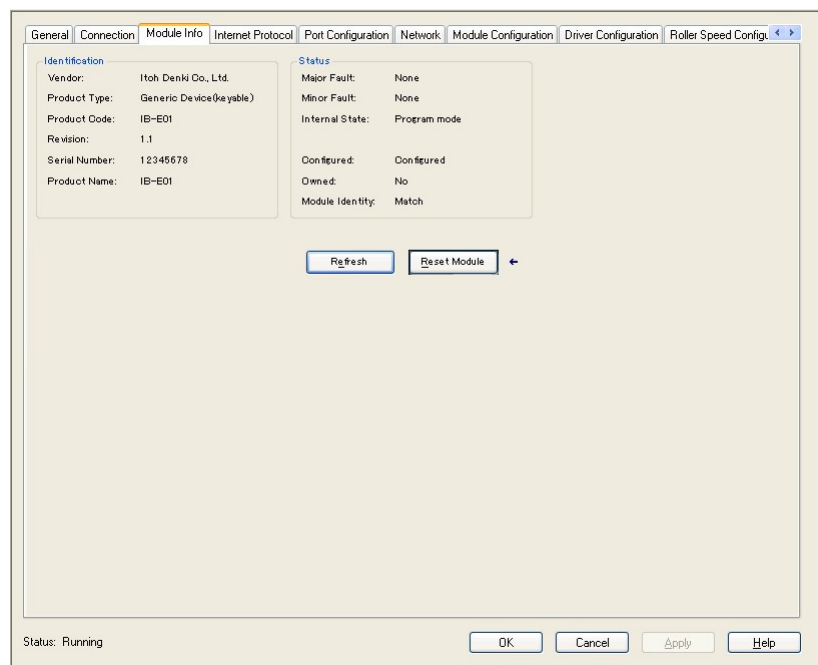 General Connection Module Info Internet Protocol Port Configuration Network Module Configuration Driver Configuration Roller Speed Configu
Identification
Vendor: Itoh Denki Co., Ltd.
Product Type: Generic Device(keyable)
Product Code: IB-E01
Revision: 1.1
Serial Number: 12345678
Product Name: IB-E01
Status
Major Fault: None
Minor Fault: None
Internal State: Program mode
Configured: Configured
Owned: No
Module Identity: Match
Refresh Reset Module
Status: Running
OK Cancel Apply Help